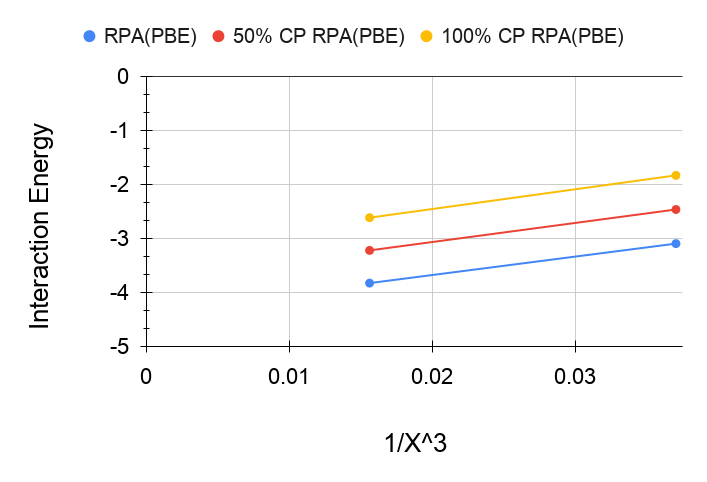 RPA(PBE) 50% CP RPA(PBE) 100% CP RPA(PBE)
0
-1
-2
-3
-4
-5
Interaction Energy
0 0.01 0.02 0.03
1/X^3